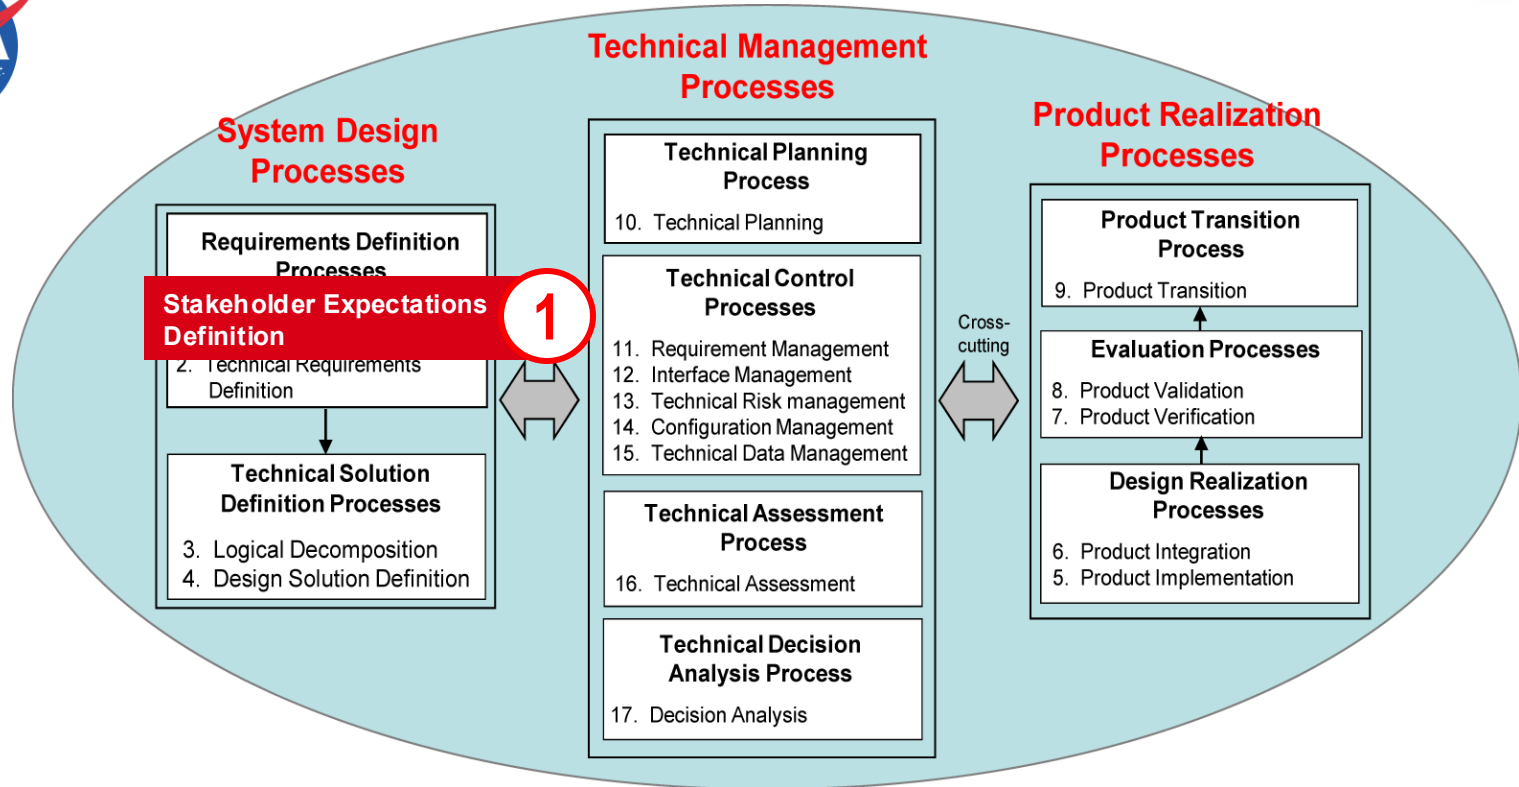 Technical Management
Processes
System Design
Processes
Product Realization
Processes
Requirements Definition
Processes
Stakeholder Expectations
Definition
1
2. Technical Requirements
Definition
Technical Solution
Definition Processes
3. Logical Decomposition
4. Design Solution Definition
Technical Planning
Process
10. Technical Planning
Technical Control
Processes
11. Requirement Management
12. Interface Management
13. Technical Risk management
14. Configuration Management
15. Technical Data Management
Technical Assessment
Process
16. Technical Assessment
Technical Decision
Analysis Process
17. Decision Analysis
Cross-
cutting
Product Transition
Process
9. Product Transition
Evaluation Processes
8. Product Validation
7. Product Verification
Design Realization
Processes
6. Product Integration
5. Product Implementation